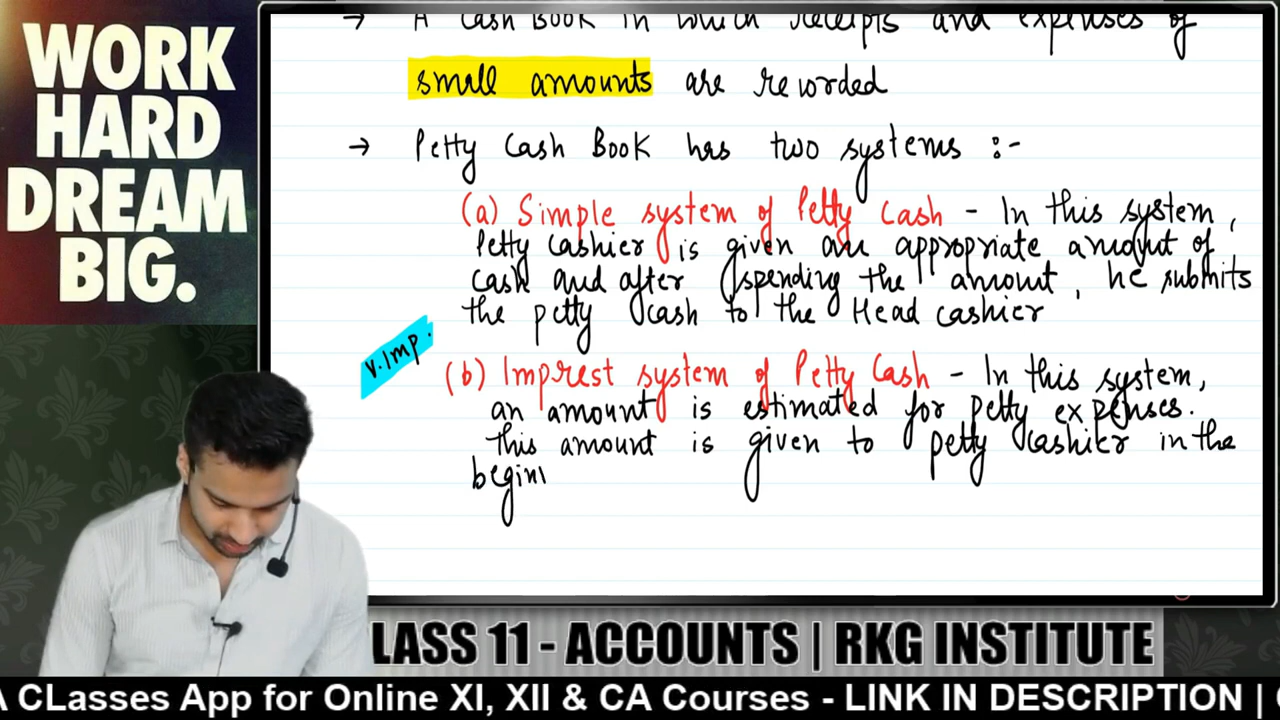 WORK
HARD
DREAM
BIG.
→ A Cash Book in which receipts and expenses of
small amounts are recorded
→ Petty Cash Book has two systems :-
(a) Simple system of Petty Cash - In this system,
Petty cashier is given an appropriate amount of
cash and after spending the amount, he submits
the petty cash to the Head cashier
V. Imp.
(b) Imprest system of Petty Cash - In this system,
an amount is estimated for petty expenses.
This amount is given to petty cashier in the
begini
LASS 11 - ACCOUNTS | RKG INSTITUTE
A CLasses App for Online XI, XII & CA Courses - LINK IN DESCRIPTION |